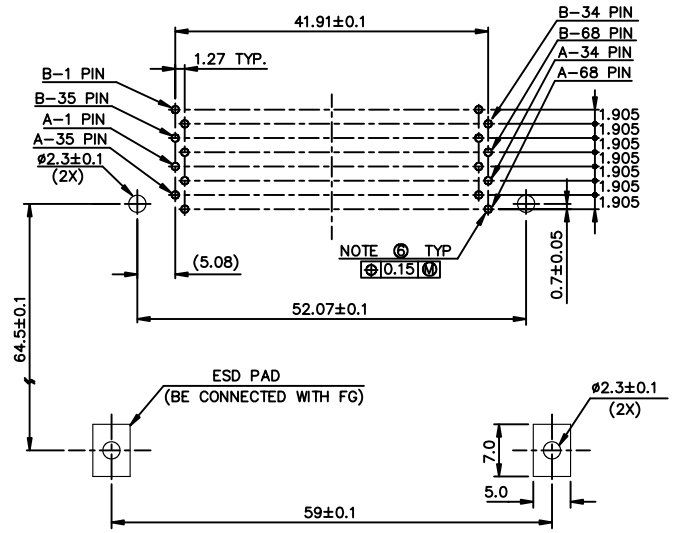 41.91±0.1
B-34 PIN
B-68 PIN
A-34 PIN
A-68 PIN
1.27 TYP.
B-1 PIN
B-35 PIN
A-1 PIN
A-35 PIN
ø2.3±0.1
(2X)
1.905
1.905
1.905
1.905
1.905
1.905
1.905
NOTE ⑥ TYP
⌖ 0.15 Ⓜ
(5.08)
0.7±0.05
52.07±0.1
64.5±0.1
ESD PAD
(BE CONNECTED WITH FG)
ø2.3±0.1
(2X)
7.0
5.0
59±0.1